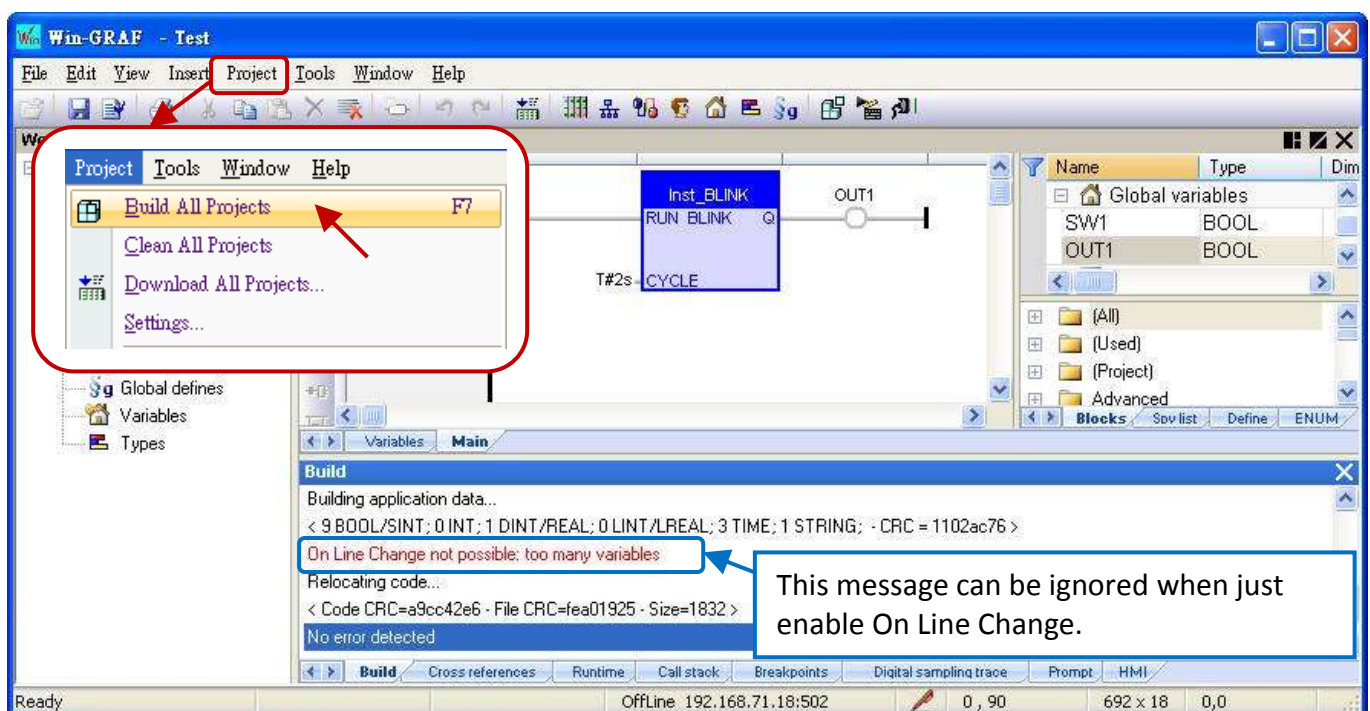 Win-GRAF - Test
File Edit View Insert Project Tools Window Help
Project Tools Window Help
Build All Projects F7
Clean All Projects
Download All Projects...
Settings...
Global defines
Variables
Types
Inst_BLINK
RUN BLINK Q
T#2s CYCLE
OUT1
Name Type Dim
Global variables
SW1 BOOL
OUT1 BOOL
(All)
(Used)
(Project)
Advanced
Blocks Spy list Define ENUM
Variables Main
Build
Building application data...
< 9 BOOL/SINT; 0 INT; 1 DINT/REAL; 0 LINT/LREAL; 3 TIME; 1 STRING; - CRC = 1102ac76 >
On Line Change not possible: too many variables
Relocating code...
< Code CRC=a9cc42e6 - File CRC=fea01925 - Size=1832 >
No error detected
This message can be ignored when just
enable On Line Change.
Build Cross references Runtime Call stack Breakpoints Digital sampling trace Prompt HMI
Ready OffLine 192.168.71.18:502 0 , 90 692 x 18 0,0